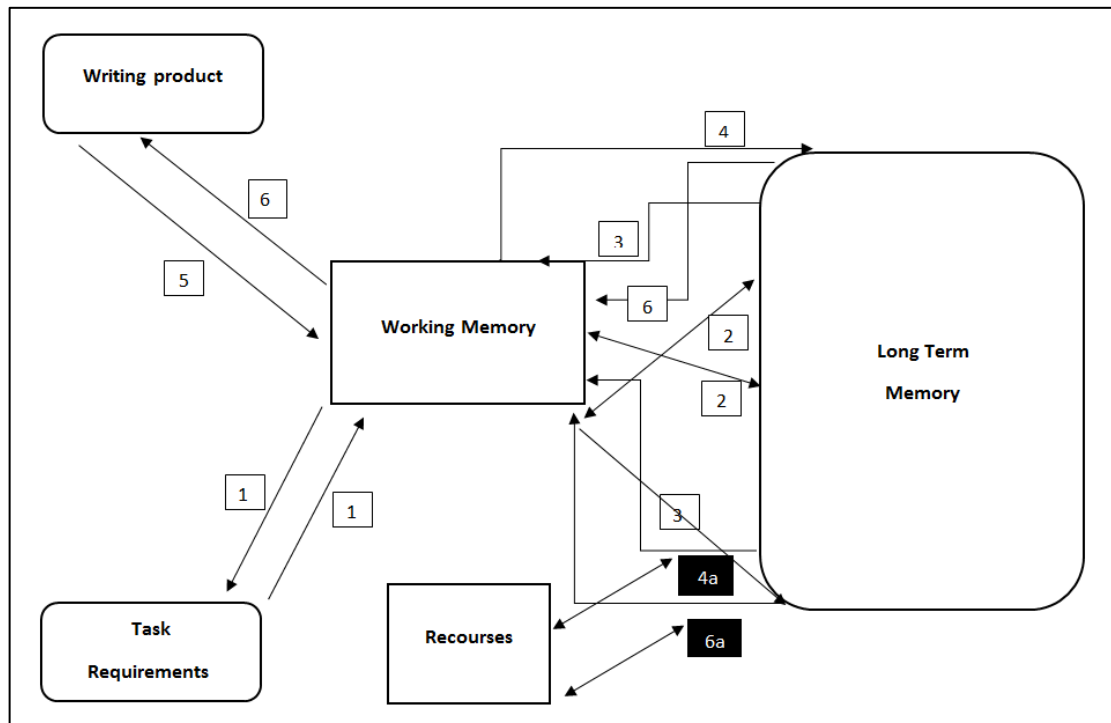 Writing product
4
6
3
5
6
Working Memory
2
Long Term
Memory
2
1
1
3
4a
Task
Requirements
Recourses
6a